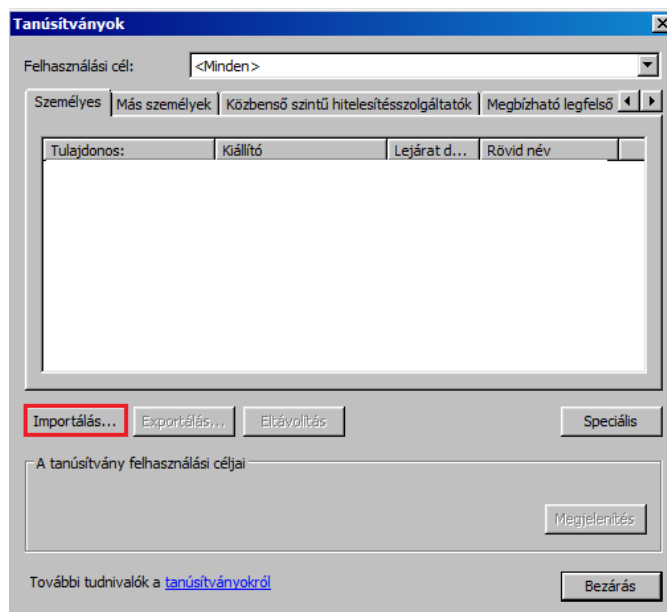 Tanúsítványok
Felhasználási cél: <Minden>
Személyes Más személyek Közbenső szintű hitelesítésszolgáltatók Megbízható legfelső
Tulajdonos: Kiállító Lejárat d... Rövid név
Importálás... Exportálás... Eltávolítás Speciális
A tanúsítvány felhasználási céljai
Megjelenítés
További tudnivalók a tanúsítványokról
Bezárás